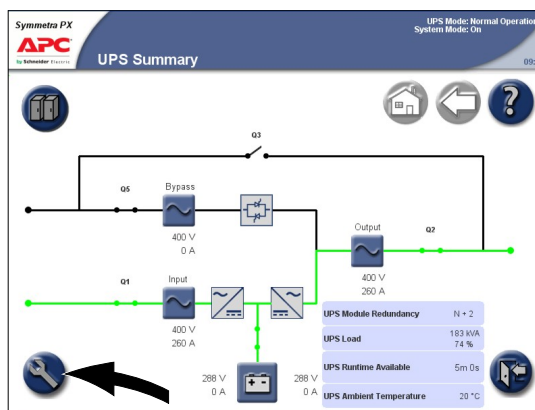 Symmetra PX
UPS Mode: Normal Operation
System Mode: On
APC
by Schneider Electric
UPS Summary
09:
Q3
Q5
Bypass
400 V
0 A
Output
Q2
400 V
260 A
Q1
Input
400 V
260 A
288 V
0 A
288 V
0 A
UPS Module Redundancy N + 2
UPS Load 183 kVA
74 %
UPS Runtime Available 5m 0s
UPS Ambient Temperature 20 °C